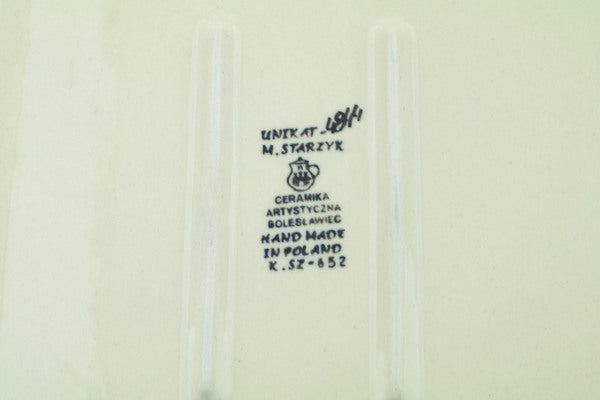 UNIKAT-
M. STARZYK
CERAMIKA
ARTYSTYCZNA
BOLESŁAWIEC
HAND MADE
IN POLAND
K. SZ-652